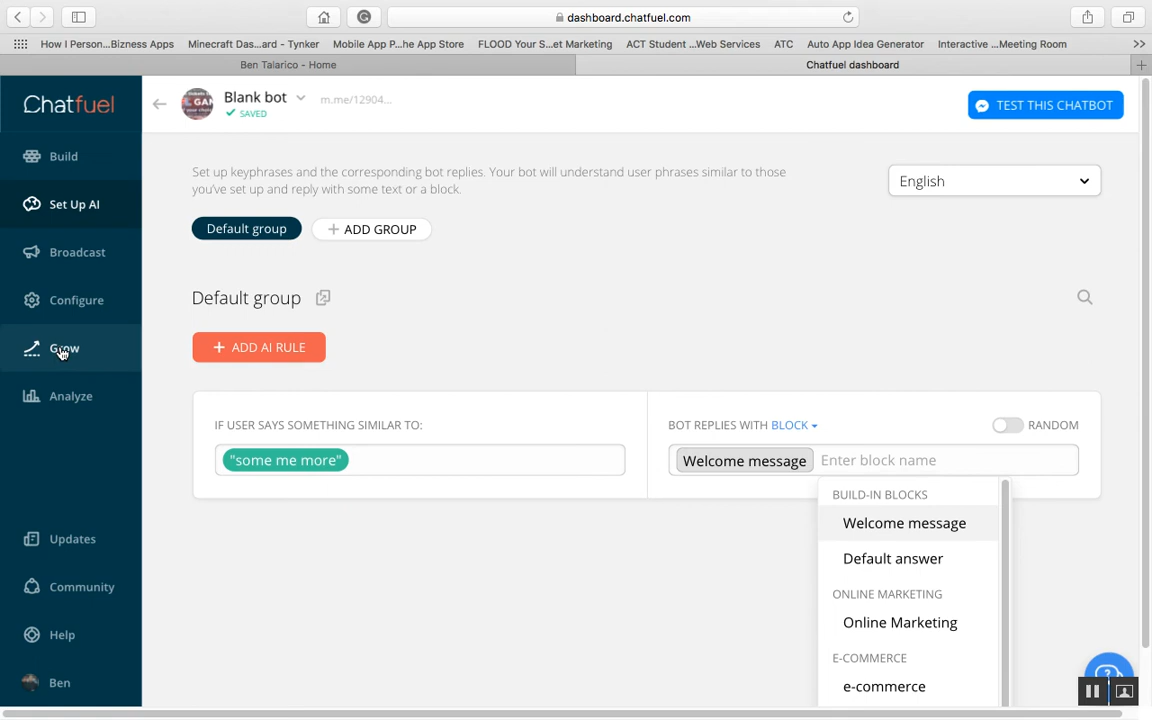 dashboard.chatfuel.com
How I Person...Bizness Apps
Minecraft Das...ard - Tynker
Mobile App P...he App Store
FLOOD Your S...et Marketing
ACT Student ...Web Services
ATC
Auto App Idea Generator
Interactive ...Meeting Room
Ben Talarico - Home
Chatfuel dashboard
Chatfuel
Blank bot
m.me/12904...
SAVED
TEST THIS CHATBOT
Build
Set Up AI
Broadcast
Configure
Grow
Analyze
Updates
Community
Help
Ben
Set up keyphrases and the corresponding bot replies. Your bot will understand user phrases similar to those
you've set up and reply with some text or a block.
English
Default group
+ ADD GROUP
Default group
+ ADD AI RULE
IF USER SAYS SOMETHING SIMILAR TO:
"some me more"
BOT REPLIES WITH BLOCK
RANDOM
Welcome message
Enter block name
BUILD-IN BLOCKS
Welcome message
Default answer
ONLINE MARKETING
Online Marketing
E-COMMERCE
e-commerce